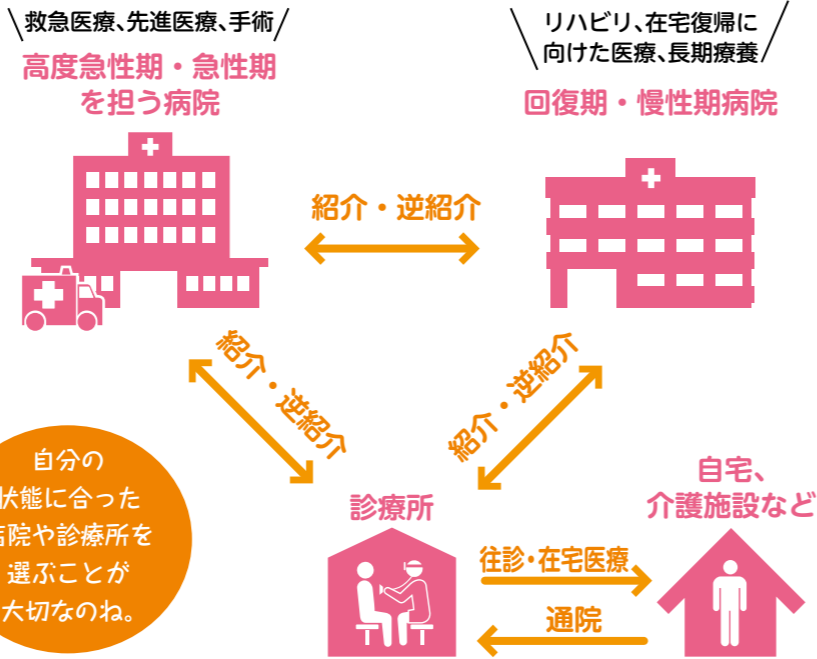 救急医療、先進医療、手術
高度急性期・急性期
を担う病院
リハビリ、在宅復帰に
向けた医療、長期療養
回復期・慢性期病院
紹介・逆紹介
紹介・逆紹介
紹介・逆紹介
自分の
状態に合った
病院や診療所を
選ぶことが
大切なのね。
診療所
往診・在宅医療
通院
自宅、
介護施設など